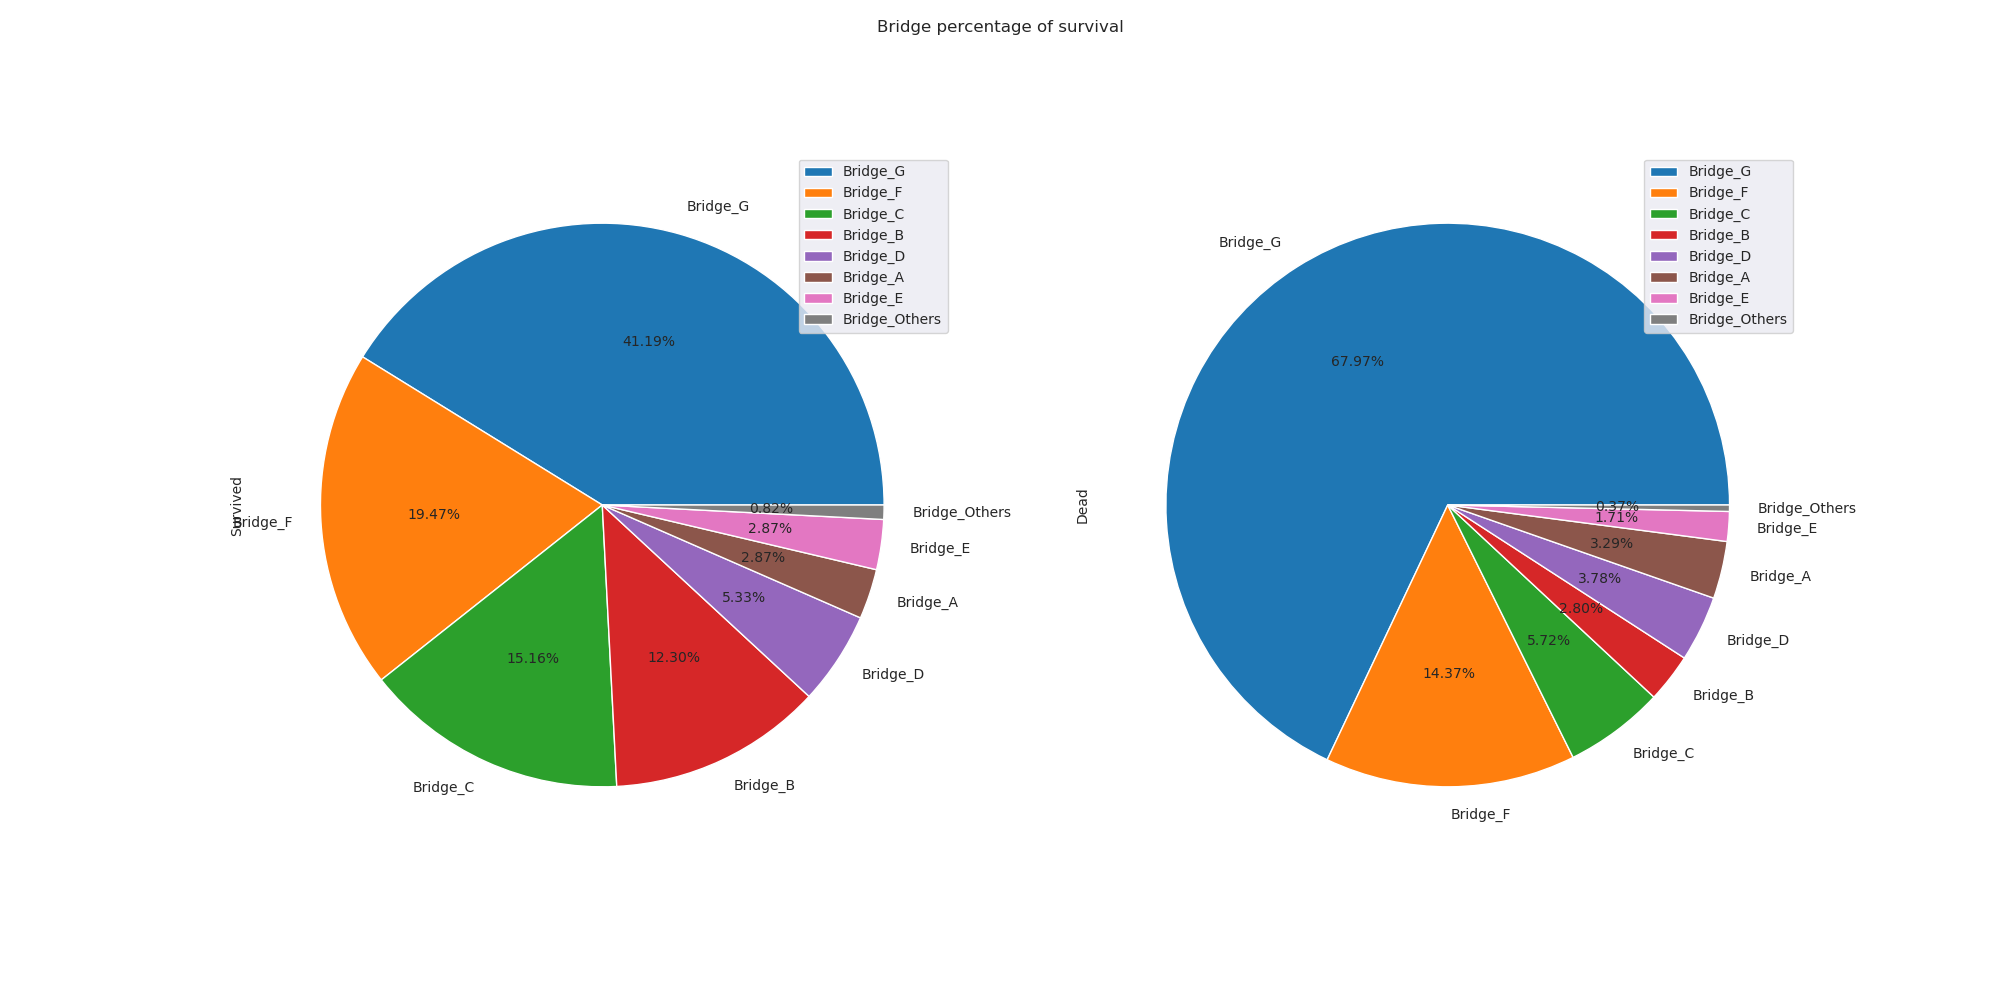 Bridge percentage of survival
Survived
Bridge_G
Bridge_F
Bridge_C
Bridge_B
Bridge_D
Bridge_A
Bridge_E
Bridge_Others
41.19%
19.47%
15.16%
12.30%
5.33%
2.87%
2.87%
0.82%
Bridge_G
Bridge_F
Bridge_C
Bridge_B
Bridge_D
Bridge_A
Bridge_E
Bridge_Others
Dead
Bridge_G
Bridge_F
Bridge_C
Bridge_B
Bridge_D
Bridge_A
Bridge_E
Bridge_Others
67.97%
14.37%
5.72%
2.80%
3.78%
3.29%
1.71%
0.37%
Bridge_G
Bridge_F
Bridge_C
Bridge_B
Bridge_D
Bridge_A
Bridge_E
Bridge_Others